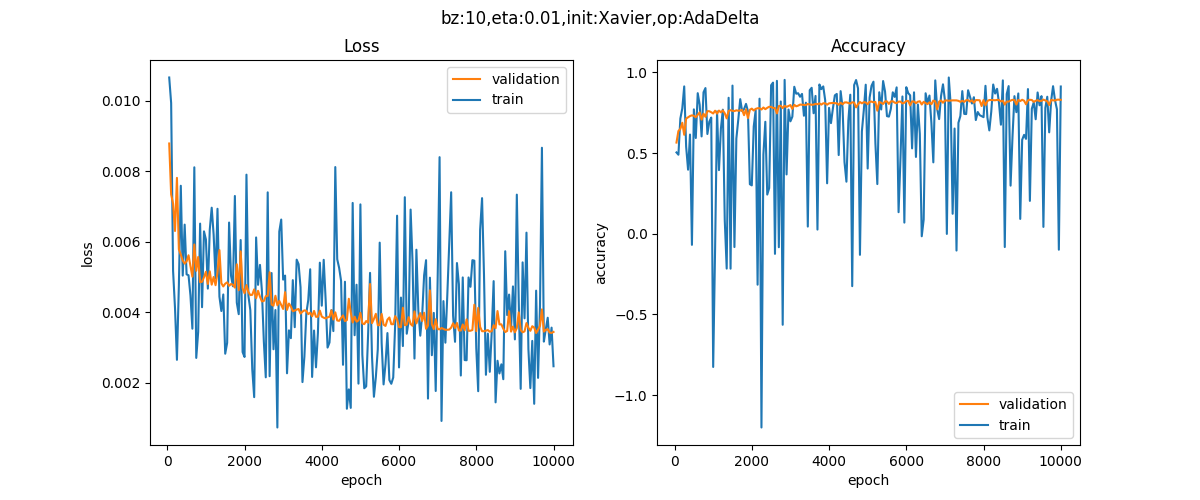 bz:10,eta:0.01,init:Xavier,op:AdaDelta
Loss
validation
train
0.010
0.008
0.006
0.004
0.002
loss
0
2000
4000
6000
8000
10000
epoch
Accuracy
1.0
0.5
0.0
−0.5
−1.0
accuracy
validation
train
0
2000
4000
6000
8000
10000
epoch